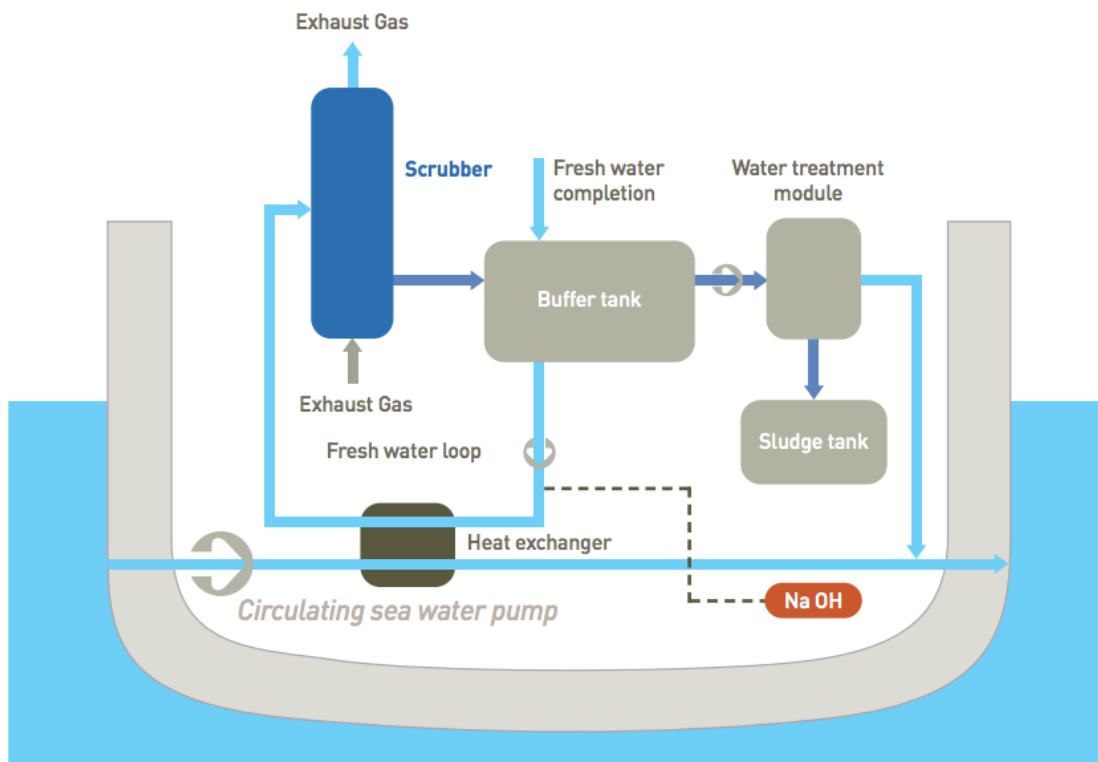 Exhaust Gas
Scrubber
Fresh water
completion
Water treatment
module
Buffer tank
Exhaust Gas
Fresh water loop
Sludge tank
Heat exchanger
Na OH
Circulating sea water pump